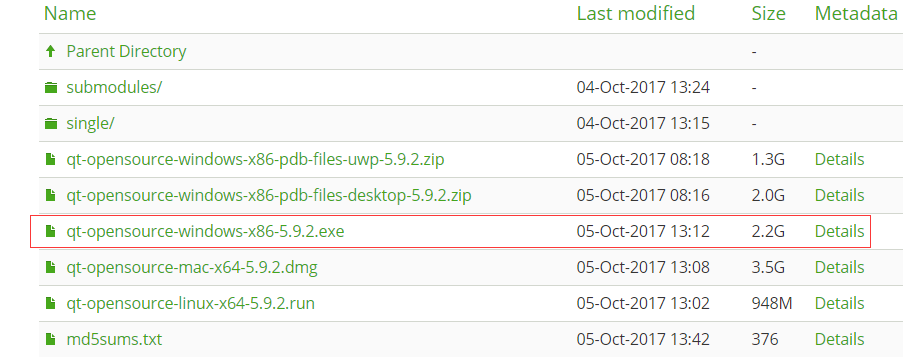 Name Last modified Size Metadata
Parent Directory -
submodules/ 04-Oct-2017 13:24 -
single/ 04-Oct-2017 13:15 -
qt-opensource-windows-x86-pdb-files-uwp-5.9.2.zip 05-Oct-2017 08:18 1.3G Details
qt-opensource-windows-x86-pdb-files-desktop-5.9.2.zip 05-Oct-2017 08:16 2.0G Details
qt-opensource-windows-x86-5.9.2.exe 05-Oct-2017 13:12 2.2G Details
qt-opensource-mac-x64-5.9.2.dmg 05-Oct-2017 13:08 3.5G Details
qt-opensource-linux-x64-5.9.2.run 05-Oct-2017 13:02 948M Details
md5sums.txt 05-Oct-2017 13:42 376 Details